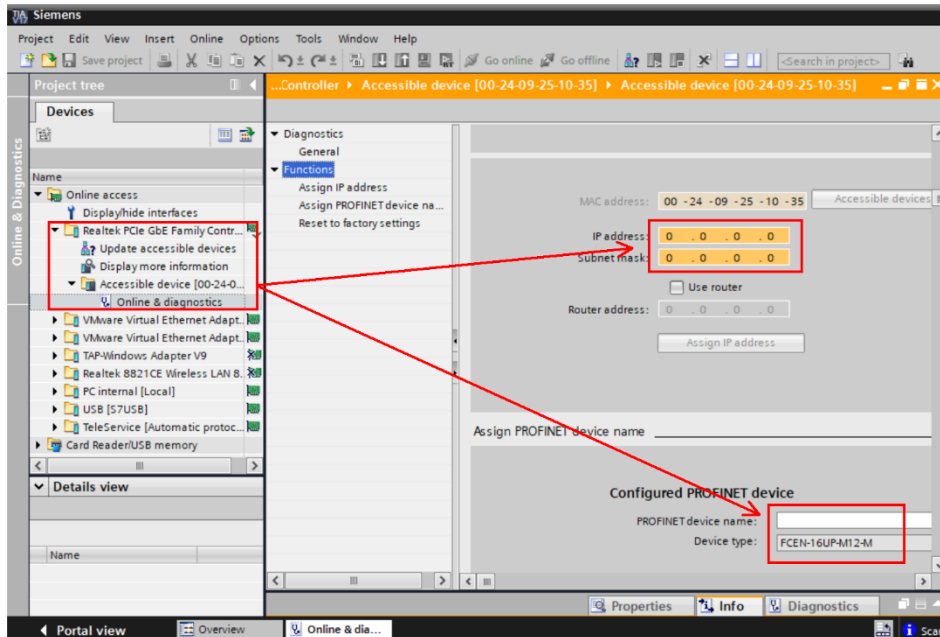 Siemens
Project Edit View Insert Online Options Tools Window Help
Save project Go online Go offline <Search in project>
Project tree
...Controller ▸ Accessible device [00-24-09-25-10-35] ▸ Accessible device [00-24-09-25-10-35]
Devices
Online & Diagnostics
Name
Online access
Display/hide interfaces
Realtek PCIe GbE Family Contr...
Update accessible devices
Display more information
Accessible device [00-24-0...
Online & diagnostics
VMware Virtual Ethernet Adapt...
VMware Virtual Ethernet Adapt...
TAP-Windows Adapter V9
Realtek 8821CE Wireless LAN 8...
PC internal [Local]
USB [S7USB]
TeleService [Automatic protoc...
Card Reader/USB memory
Details view
Name
Diagnostics
General
Functions
Assign IP address
Assign PROFINET device na...
Reset to factory settings
MAC address: 00 -24 -09 -25 -10 -35 Accessible devices
IP address: 0 . 0 . 0 . 0
Subnet mask: 0 . 0 . 0 . 0
Use router
Router address: 0 . 0 . 0 . 0
Assign IP address
Assign PROFINET device name
Configured PROFINET device
PROFINET device name:
Device type: FCEN-16UP-M12-M
Properties Info Diagnostics
Portal view Overview Online & dia...